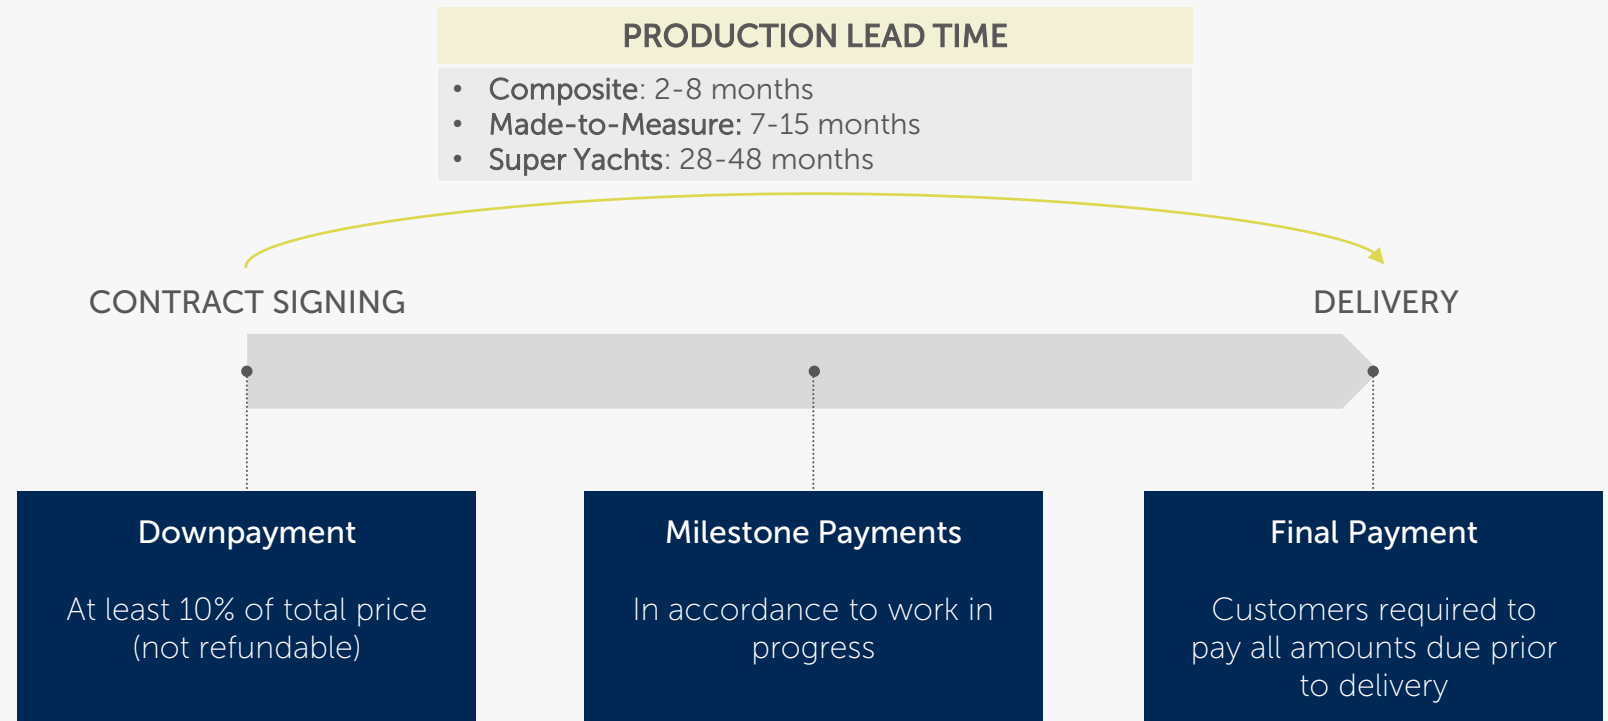 PRODUCTION LEAD TIME
• Composite: 2-8 months
• Made-to-Measure: 7-15 months
• Super Yachts: 28-48 months
CONTRACT SIGNING
DELIVERY
Downpayment
At least 10% of total price
(not refundable)
Milestone Payments
In accordance to work in
progress
Final Payment
Customers required to
pay all amounts due prior
to delivery